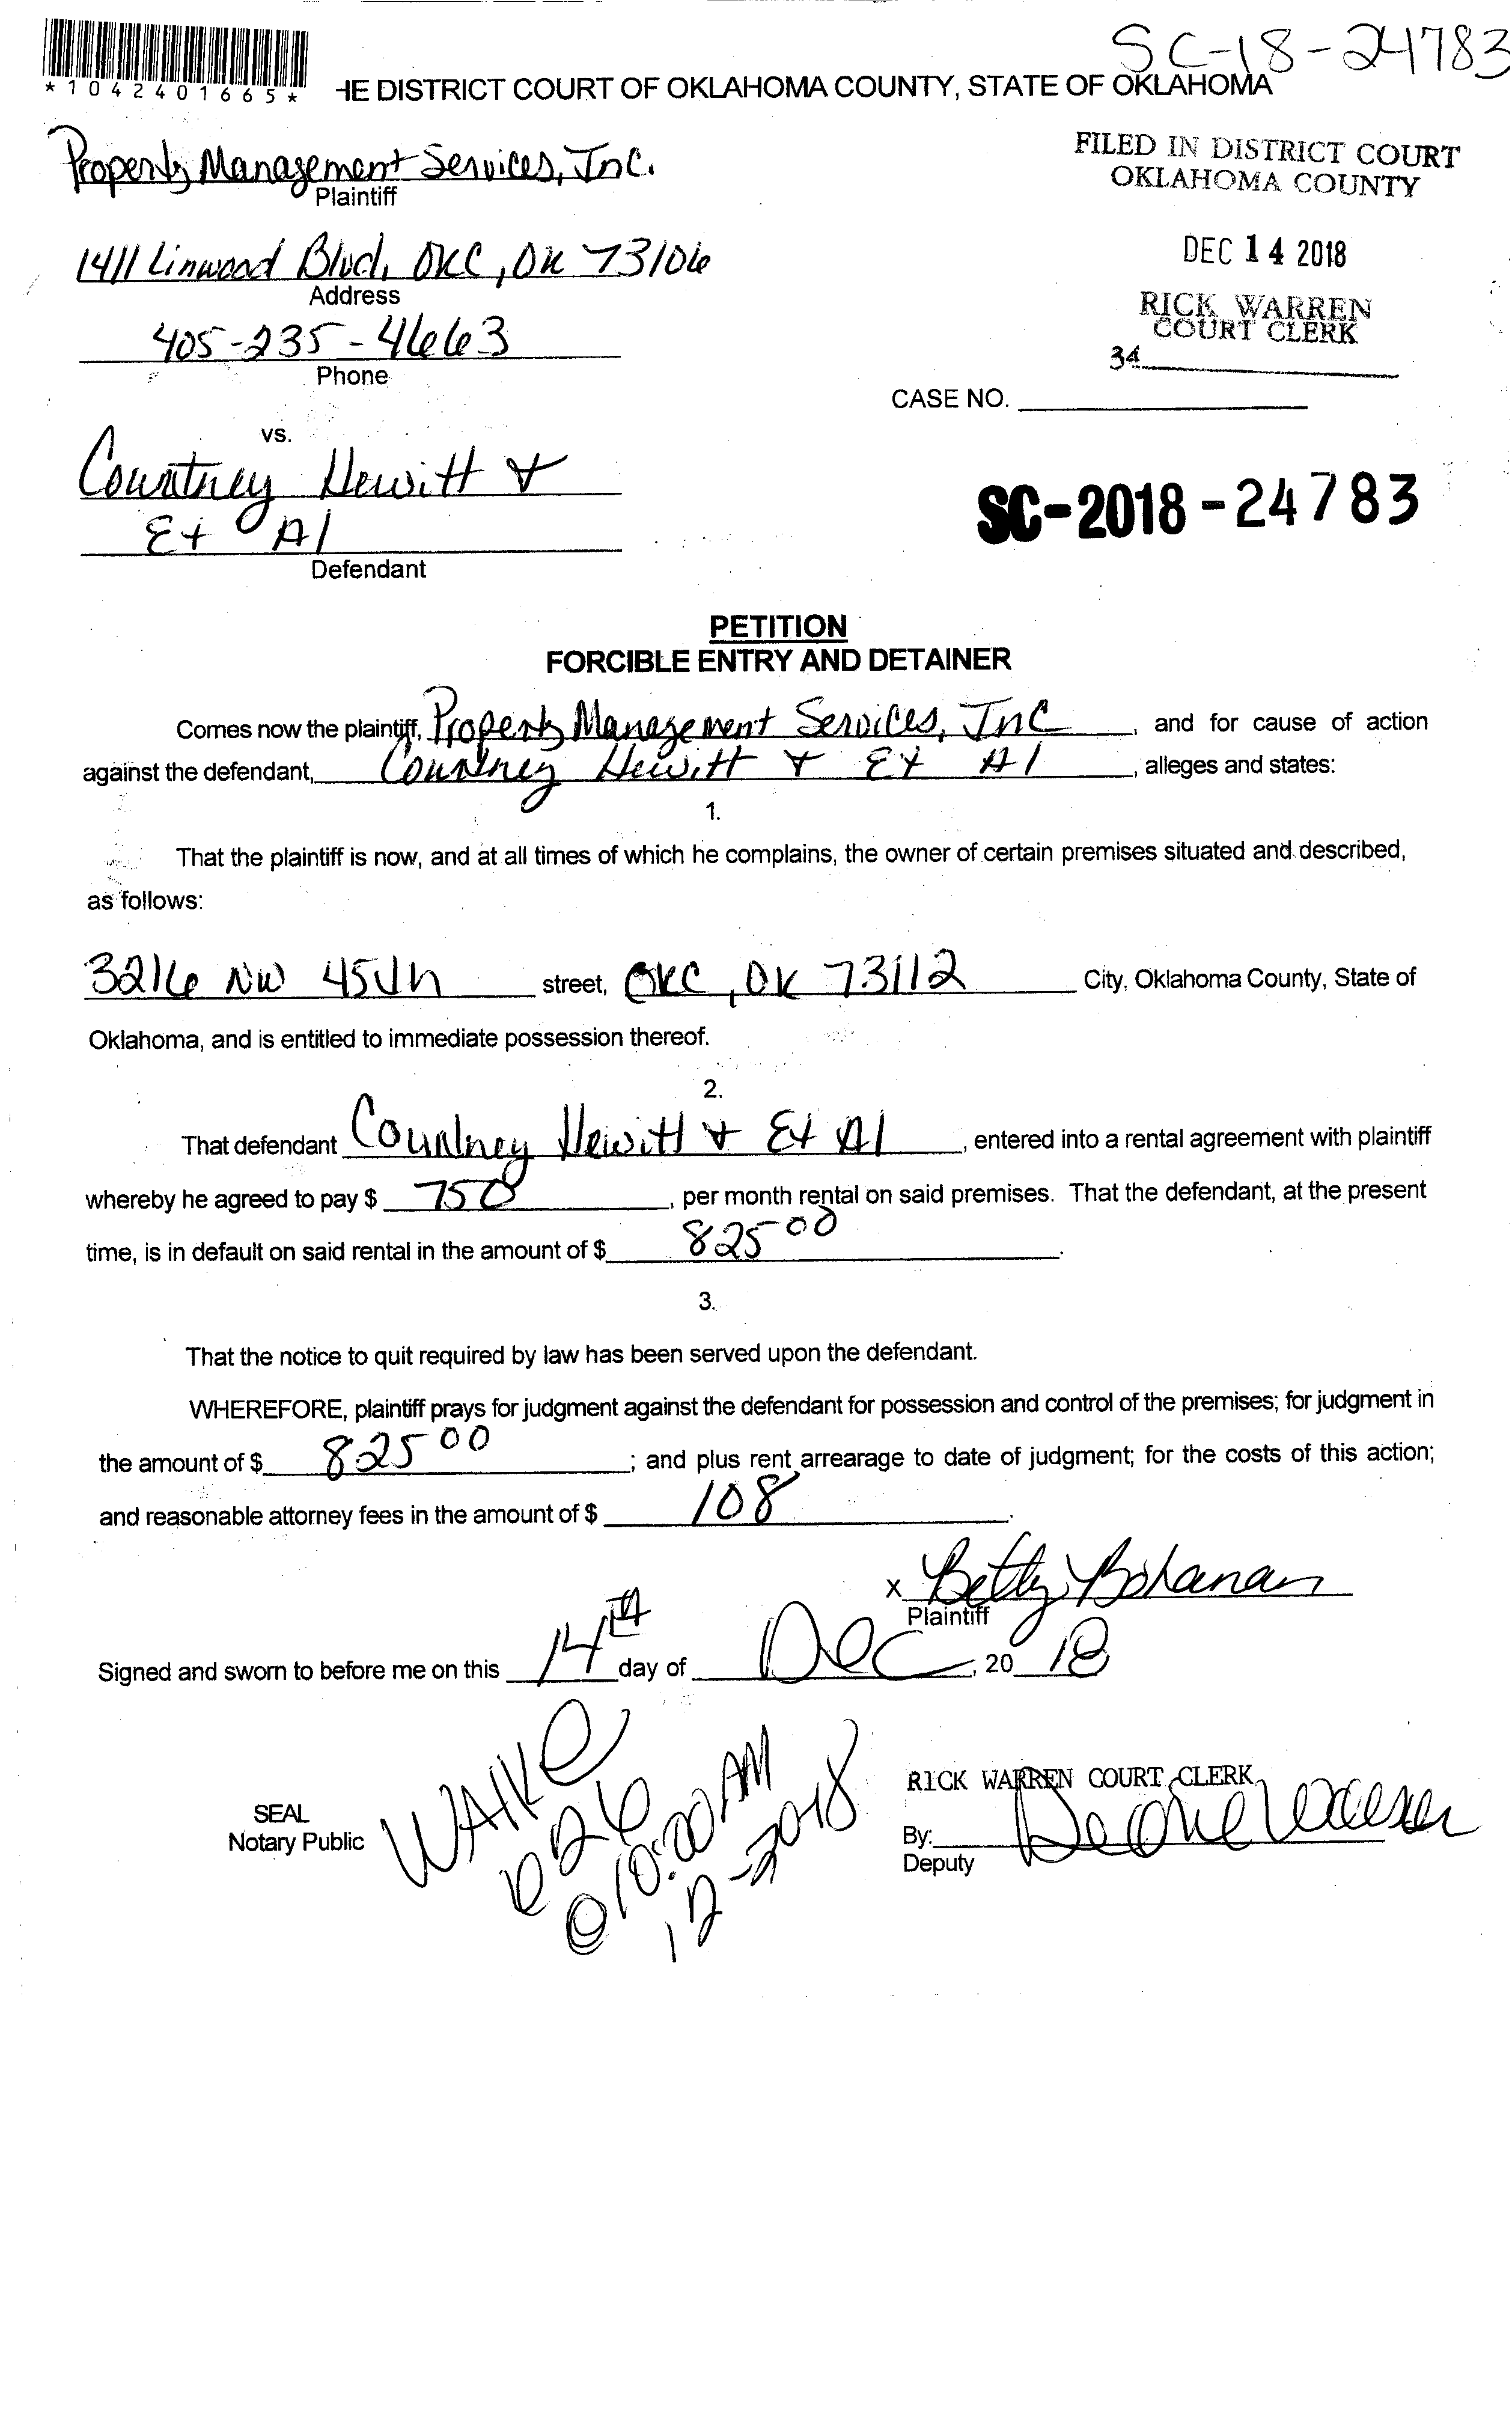 SC-18-24783
*1042401665*
HE DISTRICT COURT OF OKLAHOMA COUNTY, STATE OF OKLAHOMA
Property Management Services, Inc.
Plaintiff
FILED IN DISTRICT COURT
OKLAHOMA COUNTY
1411 Linwood Blvd, OKC, OK 73106
Address
DEC 14 2018
RICK WARREN
COURT CLERK
405-235-4663
Phone
34
CASE NO.
vs.
Courtney Hewitt &
Et Al
Defendant
SC-2018-24783
PETITION
FORCIBLE ENTRY AND DETAINER
Comes now the plaintiff, Property Management Services, Inc, and for cause of action
against the defendant, Courtney Hewitt & Et Al, alleges and states:
1.
That the plaintiff is now, and at all times of which he complains, the owner of certain premises situated and described,
as follows:
3216 NW 45th street, OKC, OK 73112 City, Oklahoma County, State of
Oklahoma, and is entitled to immediate possession thereof.
2.
That defendant Courtney Hewitt & Et Al, entered into a rental agreement with plaintiff
whereby he agreed to pay $ 750, per month rental on said premises. That the defendant, at the present
time, is in default on said rental in the amount of $ 825 00.
3.
That the notice to quit required by law has been served upon the defendant.
WHEREFORE, plaintiff prays for judgment against the defendant for possession and control of the premises; for judgment in
the amount of $ 825 00; and plus rent arrearage to date of judgment; for the costs of this action;
and reasonable attorney fees in the amount of $ 108.
X Betty Bohanan
Plaintiff
Signed and sworn to before me on this 14th day of Dec, 2018
SEAL
Notary Public
RICK WARREN COURT CLERK
By:
Deputy
@ 10:00 AM